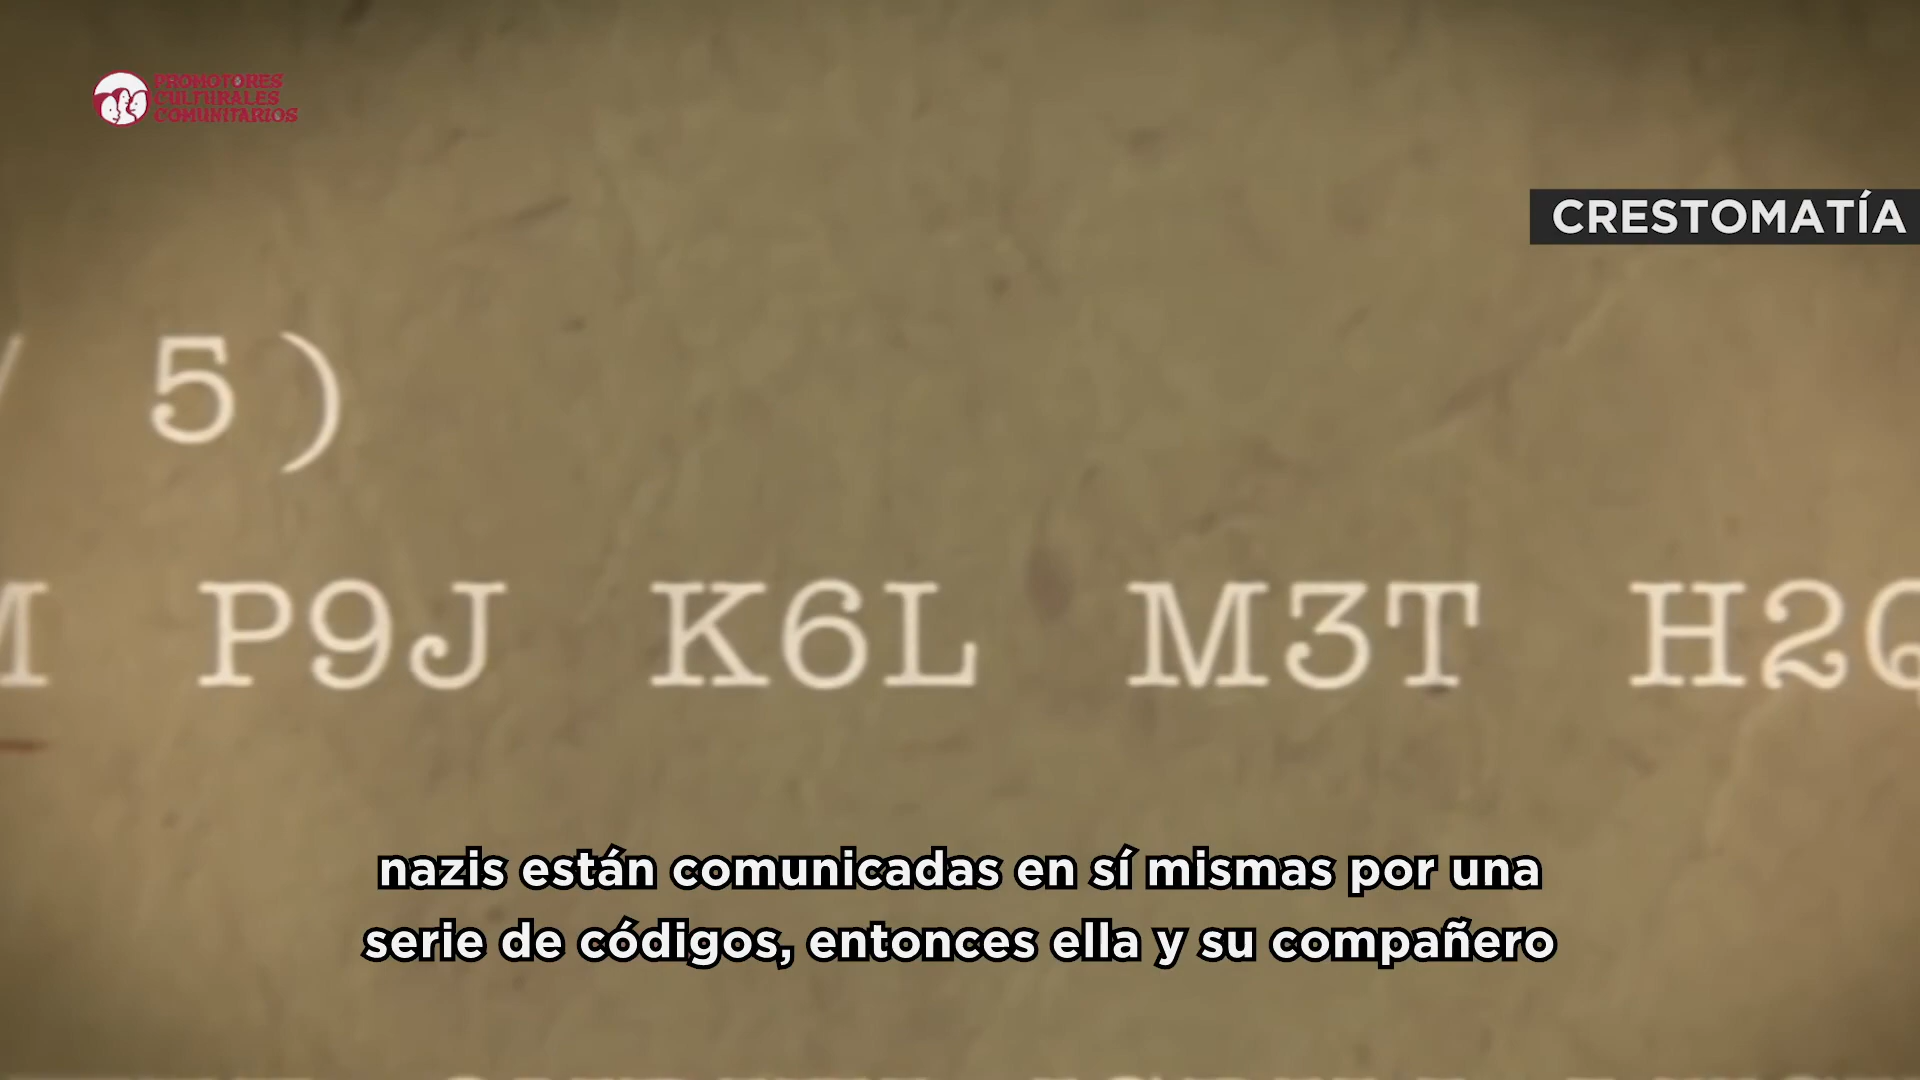 PROMOTORES
CULTURALES
COMUNITARIOS
CRESTOMATÍA
/ 5)
M P9J K6L M3T H2Q
nazis están comunicadas en sí mismas por una
serie de códigos, entonces ella y su compañero